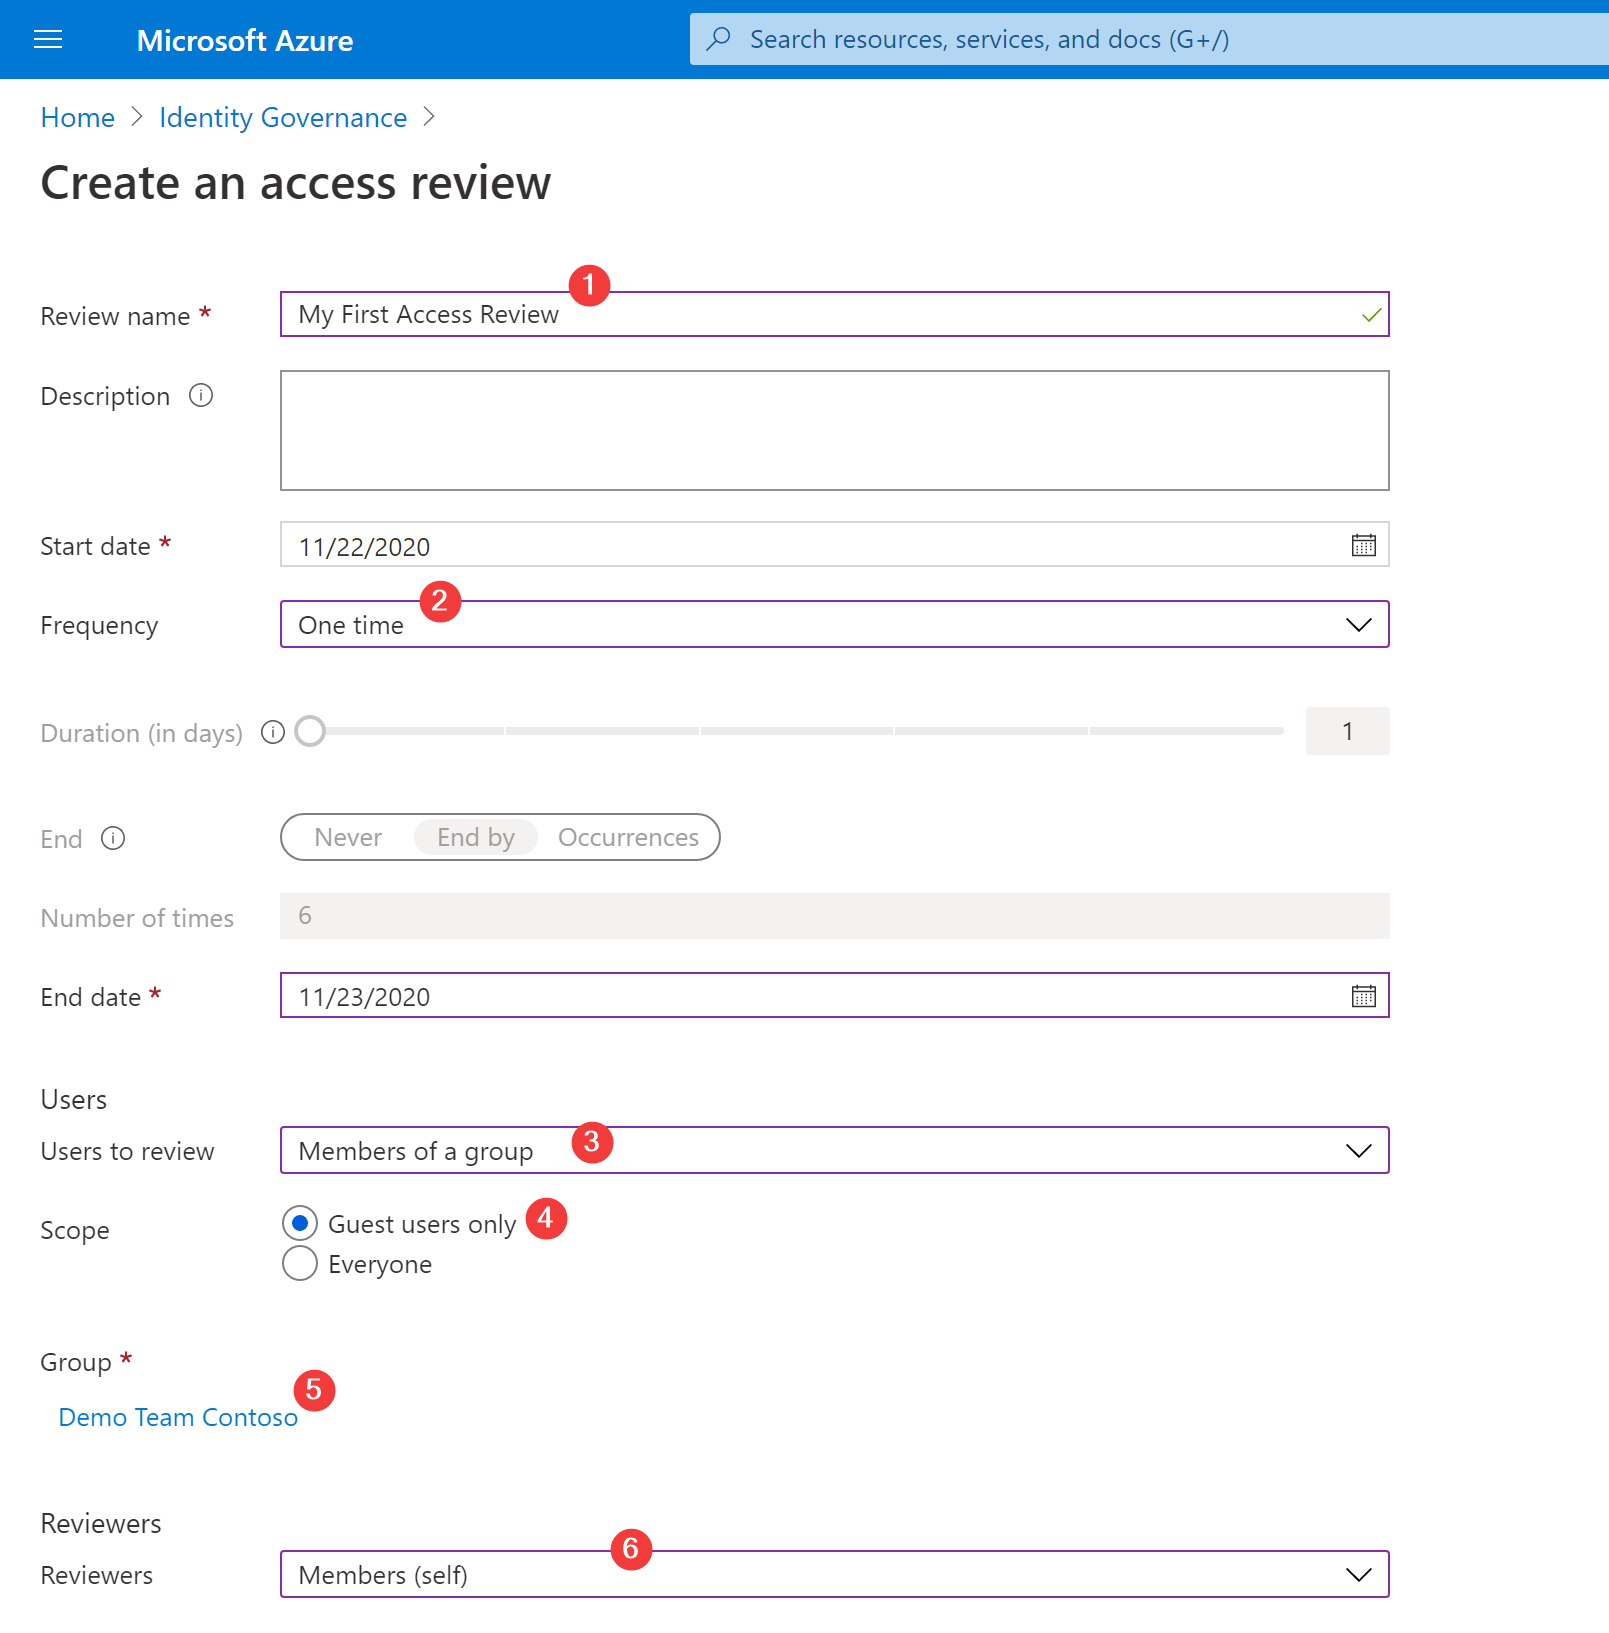 Microsoft Azure
Search resources, services, and docs (G+/)
Home > Identity Governance >
Create an access review
1
Review name * My First Access Review
Description
Start date * 11/22/2020
2
Frequency One time
Duration (in days) 1
End Never End by Occurrences
Number of times 6
End date * 11/23/2020
Users
Users to review Members of a group 3
Scope Guest users only 4
Everyone
Group *
5
Demo Team Contoso
Reviewers
6
Reviewers Members (self)